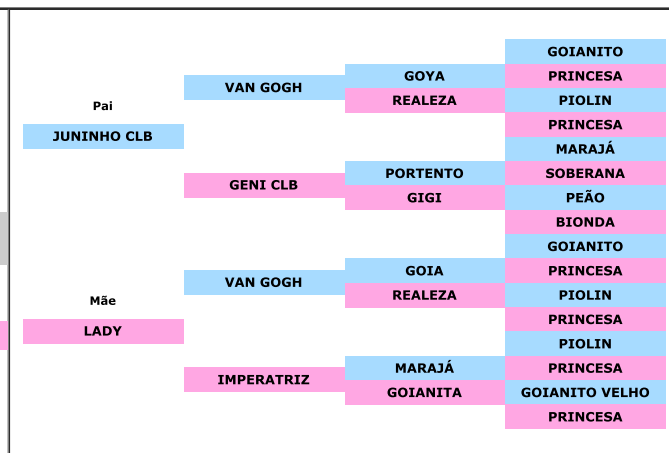 Pai
JUNINHO CLB
VAN GOGH
GOYA
GOIANITO
PRINCESA
REALEZA
PIOLIN
PRINCESA
GENI CLB
PORTENTO
MARAJÁ
SOBERANA
GIGI
PEÃO
BIONDA
Mãe
LADY
VAN GOGH
GOIA
GOIANITO
PRINCESA
REALEZA
PIOLIN
PRINCESA
IMPERATRIZ
MARAJÁ
PIOLIN
PRINCESA
GOIANITA
GOIANITO VELHO
PRINCESA